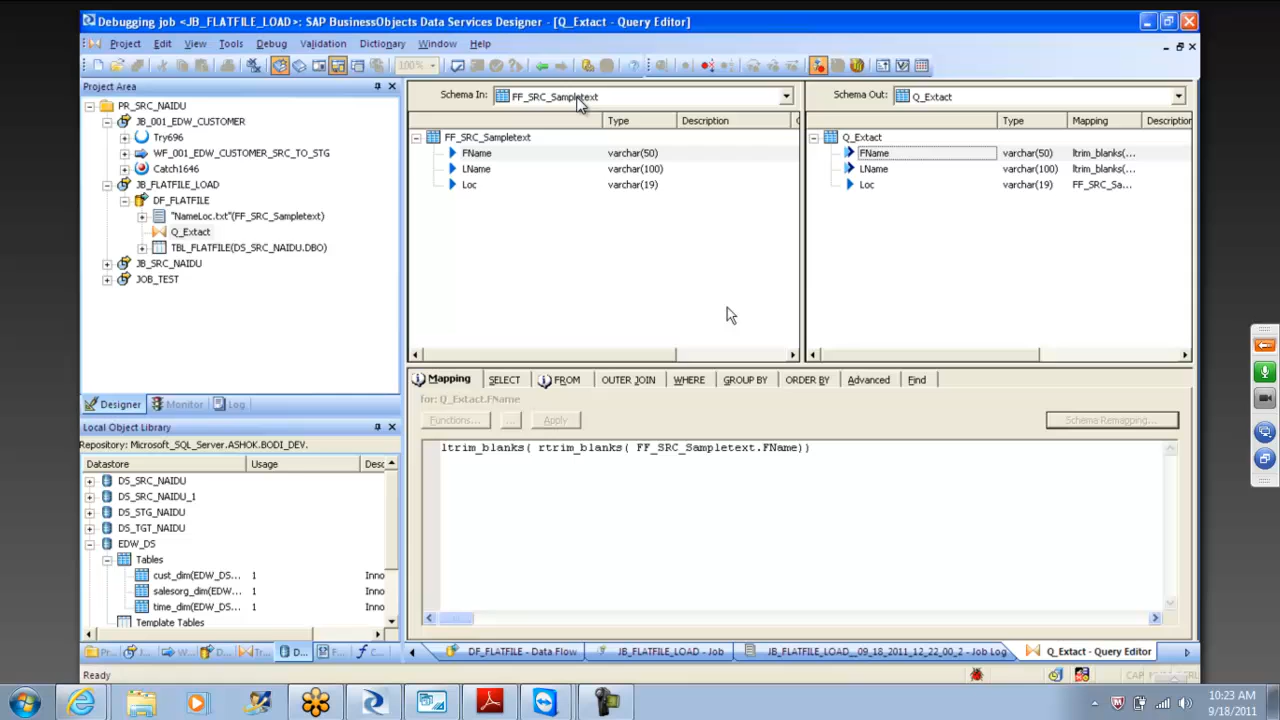 Debugging job <JB_FLATFILE_LOAD>: SAP BusinessObjects Data Services Designer - [Q_Extact - Query Editor]
Project Edit View Tools Debug Validation Dictionary Window Help
100%
Project Area
PR_SRC_NAIDU
JB_001_EDW_CUSTOMER
Try696
WF_001_EDW_CUSTOMER_SRC_TO_STG
Catch1646
JB_FLATFILE_LOAD
DF_FLATFILE
"NameLoc.txt"(FF_SRC_Sampletext)
Q_Extact
TBL_FLATFILE(DS_SRC_NAIDU.DBO)
JB_SRC_NAIDU
JOB_TEST
Designer Monitor Log
Schema In: FF_SRC_Sampletext
Type Description
FF_SRC_Sampletext
FName varchar(50)
LName varchar(100)
Loc varchar(19)
Schema Out: Q_Extact
Type Mapping Description
Q_Extact
FName varchar(50) ltrim_blanks(...
LName varchar(100) ltrim_blanks(...
Loc varchar(19) FF_SRC_Sa...
Mapping SELECT FROM OUTER JOIN WHERE GROUP BY ORDER BY Advanced Find
for: Q_Extact.FName
Functions... ... Apply Schema Remapping...
ltrim_blanks( rtrim_blanks( FF_SRC_Sampletext.FName))
Local Object Library
Repository: Microsoft_SQL_Server.ASHOK.BODI_DEV.
Datastore Usage Desc
DS_SRC_NAIDU
DS_SRC_NAIDU_1
DS_STG_NAIDU
DS_TGT_NAIDU
EDW_DS
Tables
cust_dim(EDW_DS... 1 Inno
salesorg_dim(EDW... 1 Inno
time_dim(EDW_DS... 1 Inno
Template Tables
Pr... J... W... D... Tr... D... F... C...
DF_FLATFILE - Data Flow JB_FLATFILE_LOAD - Job JB_FLATFILE_LOAD__09_18_2011_12_22_00_2 - Job Log Q_Extact - Query Editor
Ready
10:23 AM
9/18/2011